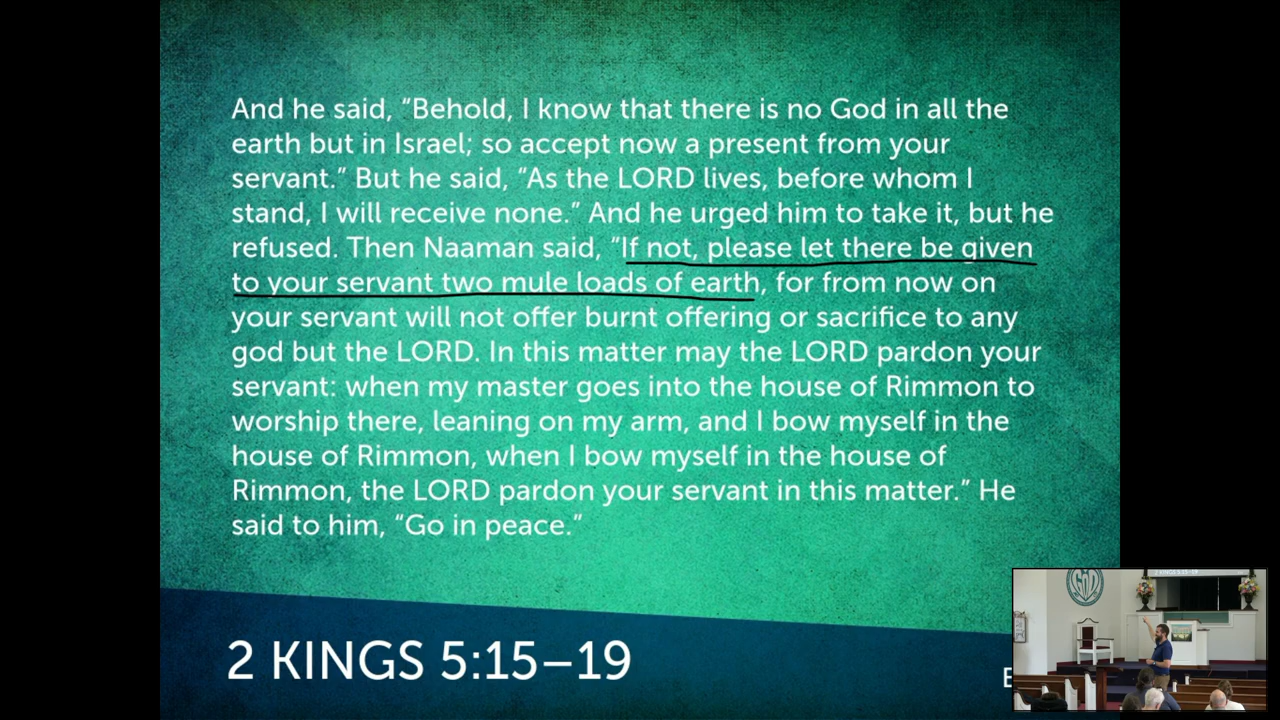 And he said, “Behold, I know that there is no God in all the
earth but in Israel; so accept now a present from your
servant.” But he said, “As the LORD lives, before whom I
stand, I will receive none.” And he urged him to take it, but he
refused. Then Naaman said, “If not, please let there be given
to your servant two mule loads of earth, for from now on
your servant will not offer burnt offering or sacrifice to any
god but the LORD. In this matter may the LORD pardon your
servant: when my master goes into the house of Rimmon to
worship there, leaning on my arm, and I bow myself in the
house of Rimmon, when I bow myself in the house of
Rimmon, the LORD pardon your servant in this matter.” He
said to him, “Go in peace.”
2 KINGS 5:15–19